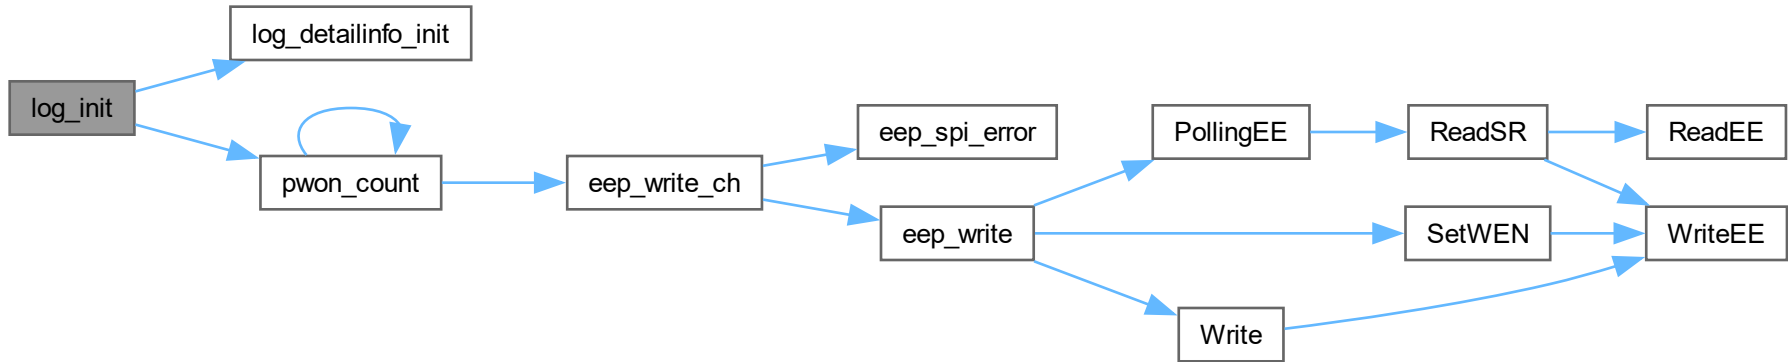 log_init
log_detailinfo_init
pwon_count
eep_write_ch
eep_spi_error
eep_write
PollingEE
SetWEN
Write
ReadSR
ReadEE
WriteEE